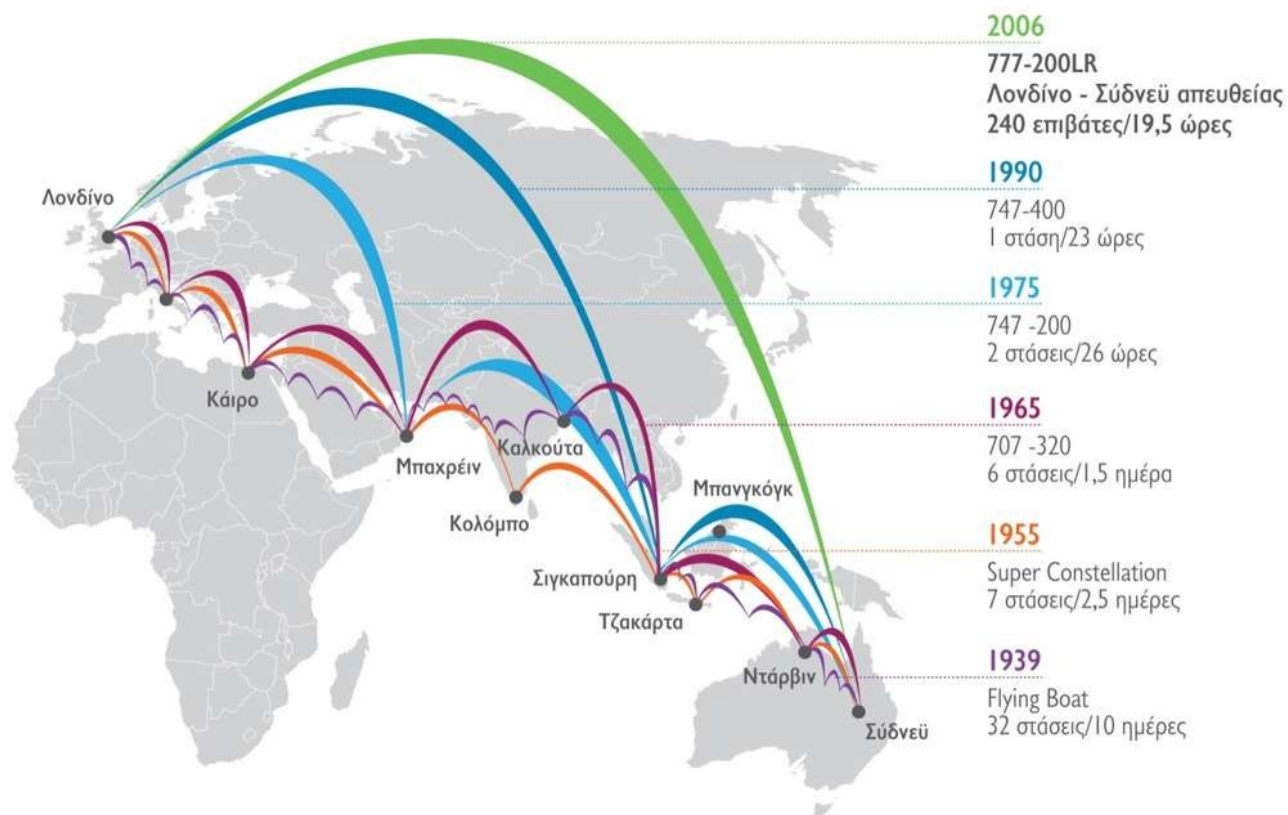 2006
777-200LR
Λονδίνο - Σύδνεϋ απευθείας
240 επιβάτες/19,5 ώρες
1990
747-400
1 στάση/23 ώρες
1975
747 -200
2 στάσεις/26 ώρες
1965
707 -320
6 στάσεις/1,5 ημέρα
1955
Super Constellation
7 στάσεις/2,5 ημέρες
1939
Flying Boat
32 στάσεις/10 ημέρες
Λονδίνο
Κάιρο
Μπαχρέιν
Καλκούτα
Κολόμπο
Μπανγκόγκ
Σιγκαπούρη
Τζακάρτα
Ντάρβιν
Σύδνεϋ